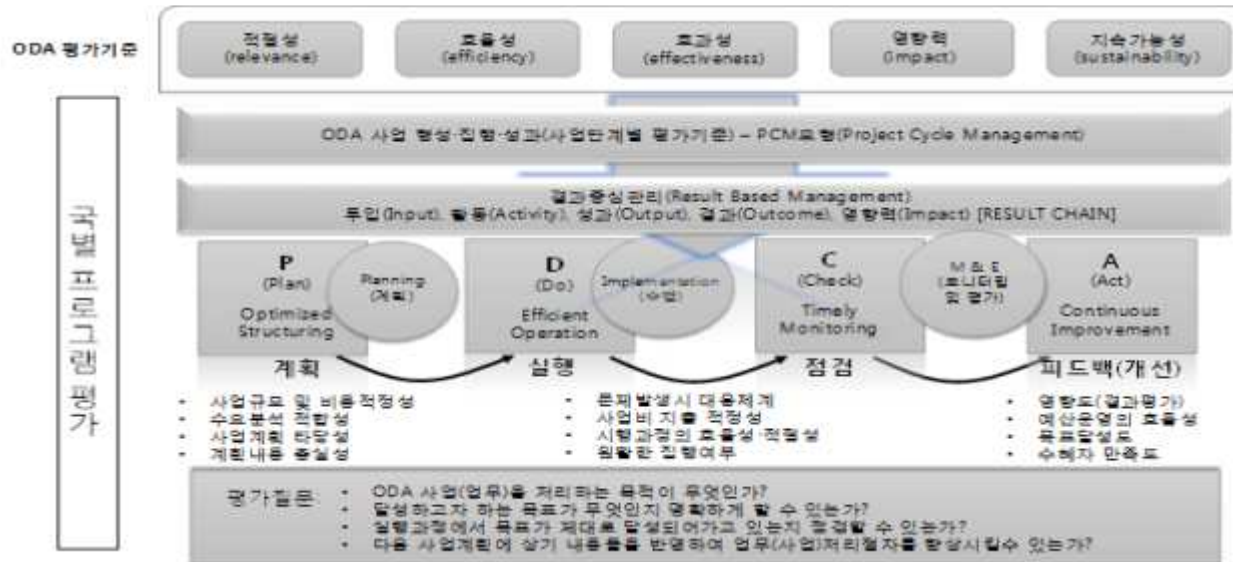 ODA 평가기준
적절성
(relevance)
효율성
(efficiency)
효과성
(effectiveness)
영향력
(impact)
지속가능성
(sustainability)
국별 프로그램 평가
ODA 사업 형성·집행·성과(사업단계별 평가기준) – PCM모형(Project Cycle Management)
결과중심관리(Result Based Management)
투입(Input), 활동(Activity), 성과(Output), 결과(Outcome), 영향력(Impact) [RESULT CHAIN]
P
(Plan)
Optimized
Structuring
Planning
(계획)
D
(Do)
Efficient
Operation
Implementation
(수행)
C
(Check)
Timely
Monitoring
M & E
(모니터링
및 평가)
A
(Act)
Continuous
Improvement
계획
실행
점검
피드백(개선)
• 사업규모 및 비용적정성
• 수요분석 적합성
• 사업계획 타당성
• 계획내용 충실성
• 문제발생시 대응체계
• 사업비 지출 적정성
• 시행과정의 효율성·적절성
• 원활한 집행여부
• 영향도(결과평가)
• 예산운영의 효율성
• 목표달성도
• 수혜자 만족도
평가질문:
• ODA 사업(업무)을 처리하는 목적이 무엇인가?
• 달성하고자 하는 목표가 무엇인지 명확하게 할 수 있는가?
• 실행과정에서 목표가 제대로 달성되어가고 있는지 점검할 수 있는가?
• 다음 사업계획에 상기 내용들을 반영하여 업무(사업)처리절차를 향상시킬수 있는가?